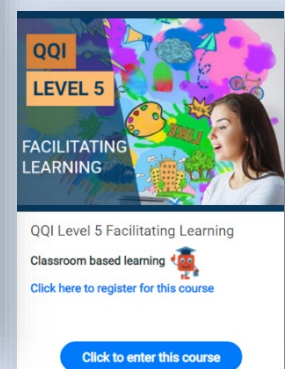 QQI
LEVEL 5
FACILITATING
LEARNING
QQI Level 5 Facilitating Learning
Classroom based learning
Click here to register for this course
Click to enter this course